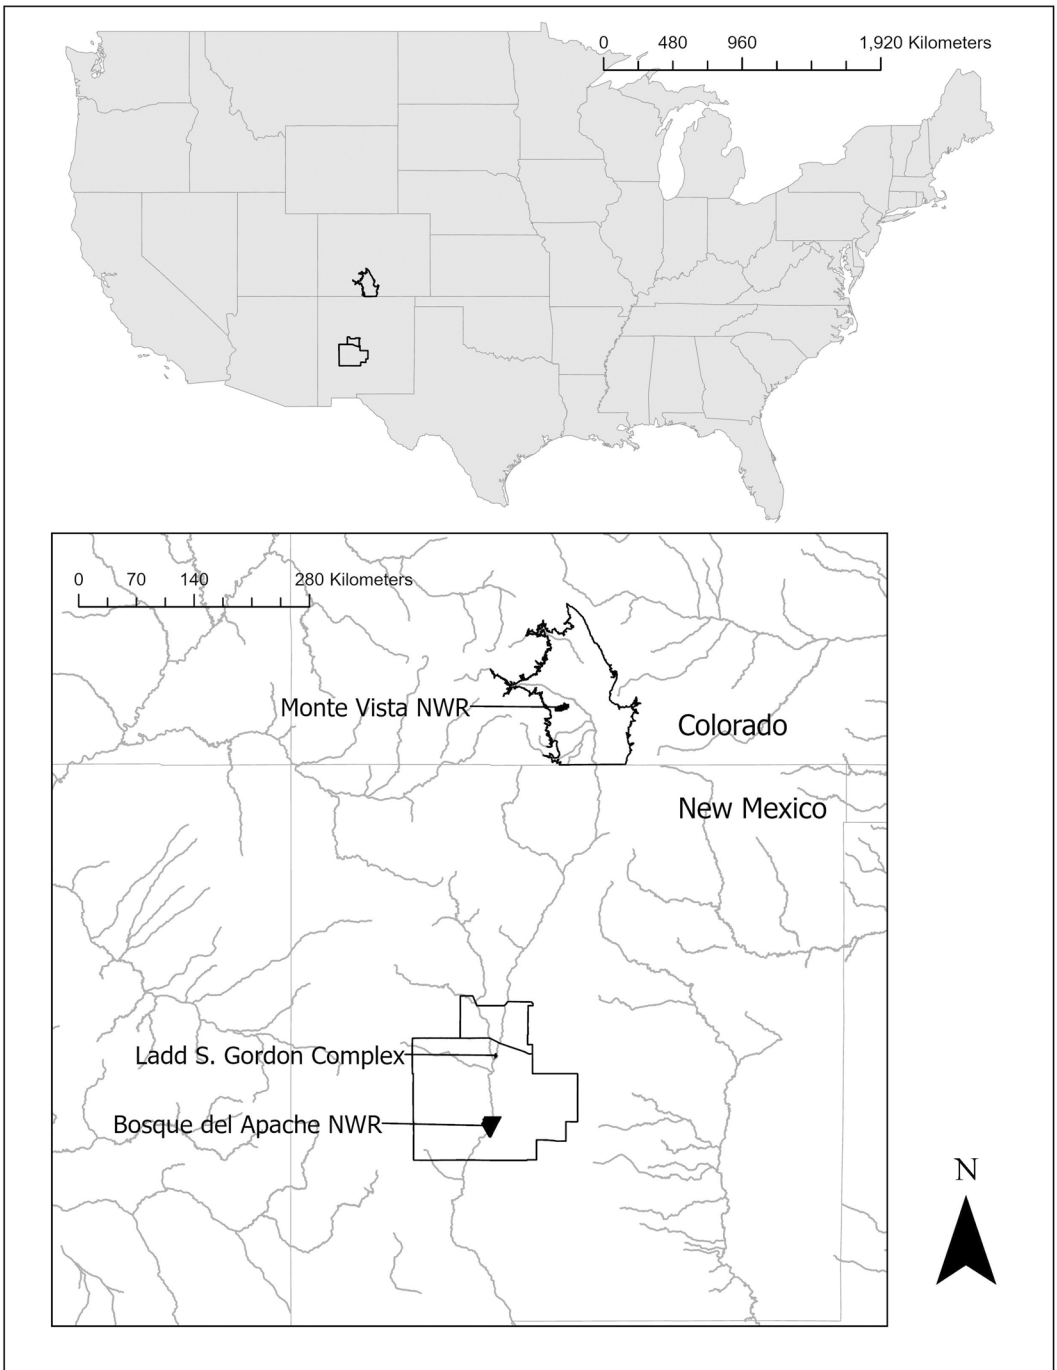 0 480 960 1,920 Kilometers
0 70 140 280 Kilometers
Monte Vista NWR
Colorado
New Mexico
Ladd S. Gordon Complex
Bosque del Apache NWR
N